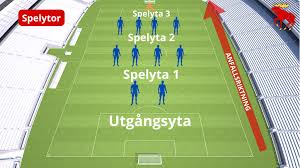 Spelytor
Spelyta 3
Spelyta 2
Spelyta 1
Utgångsyta
ANFALLSRIKTNING